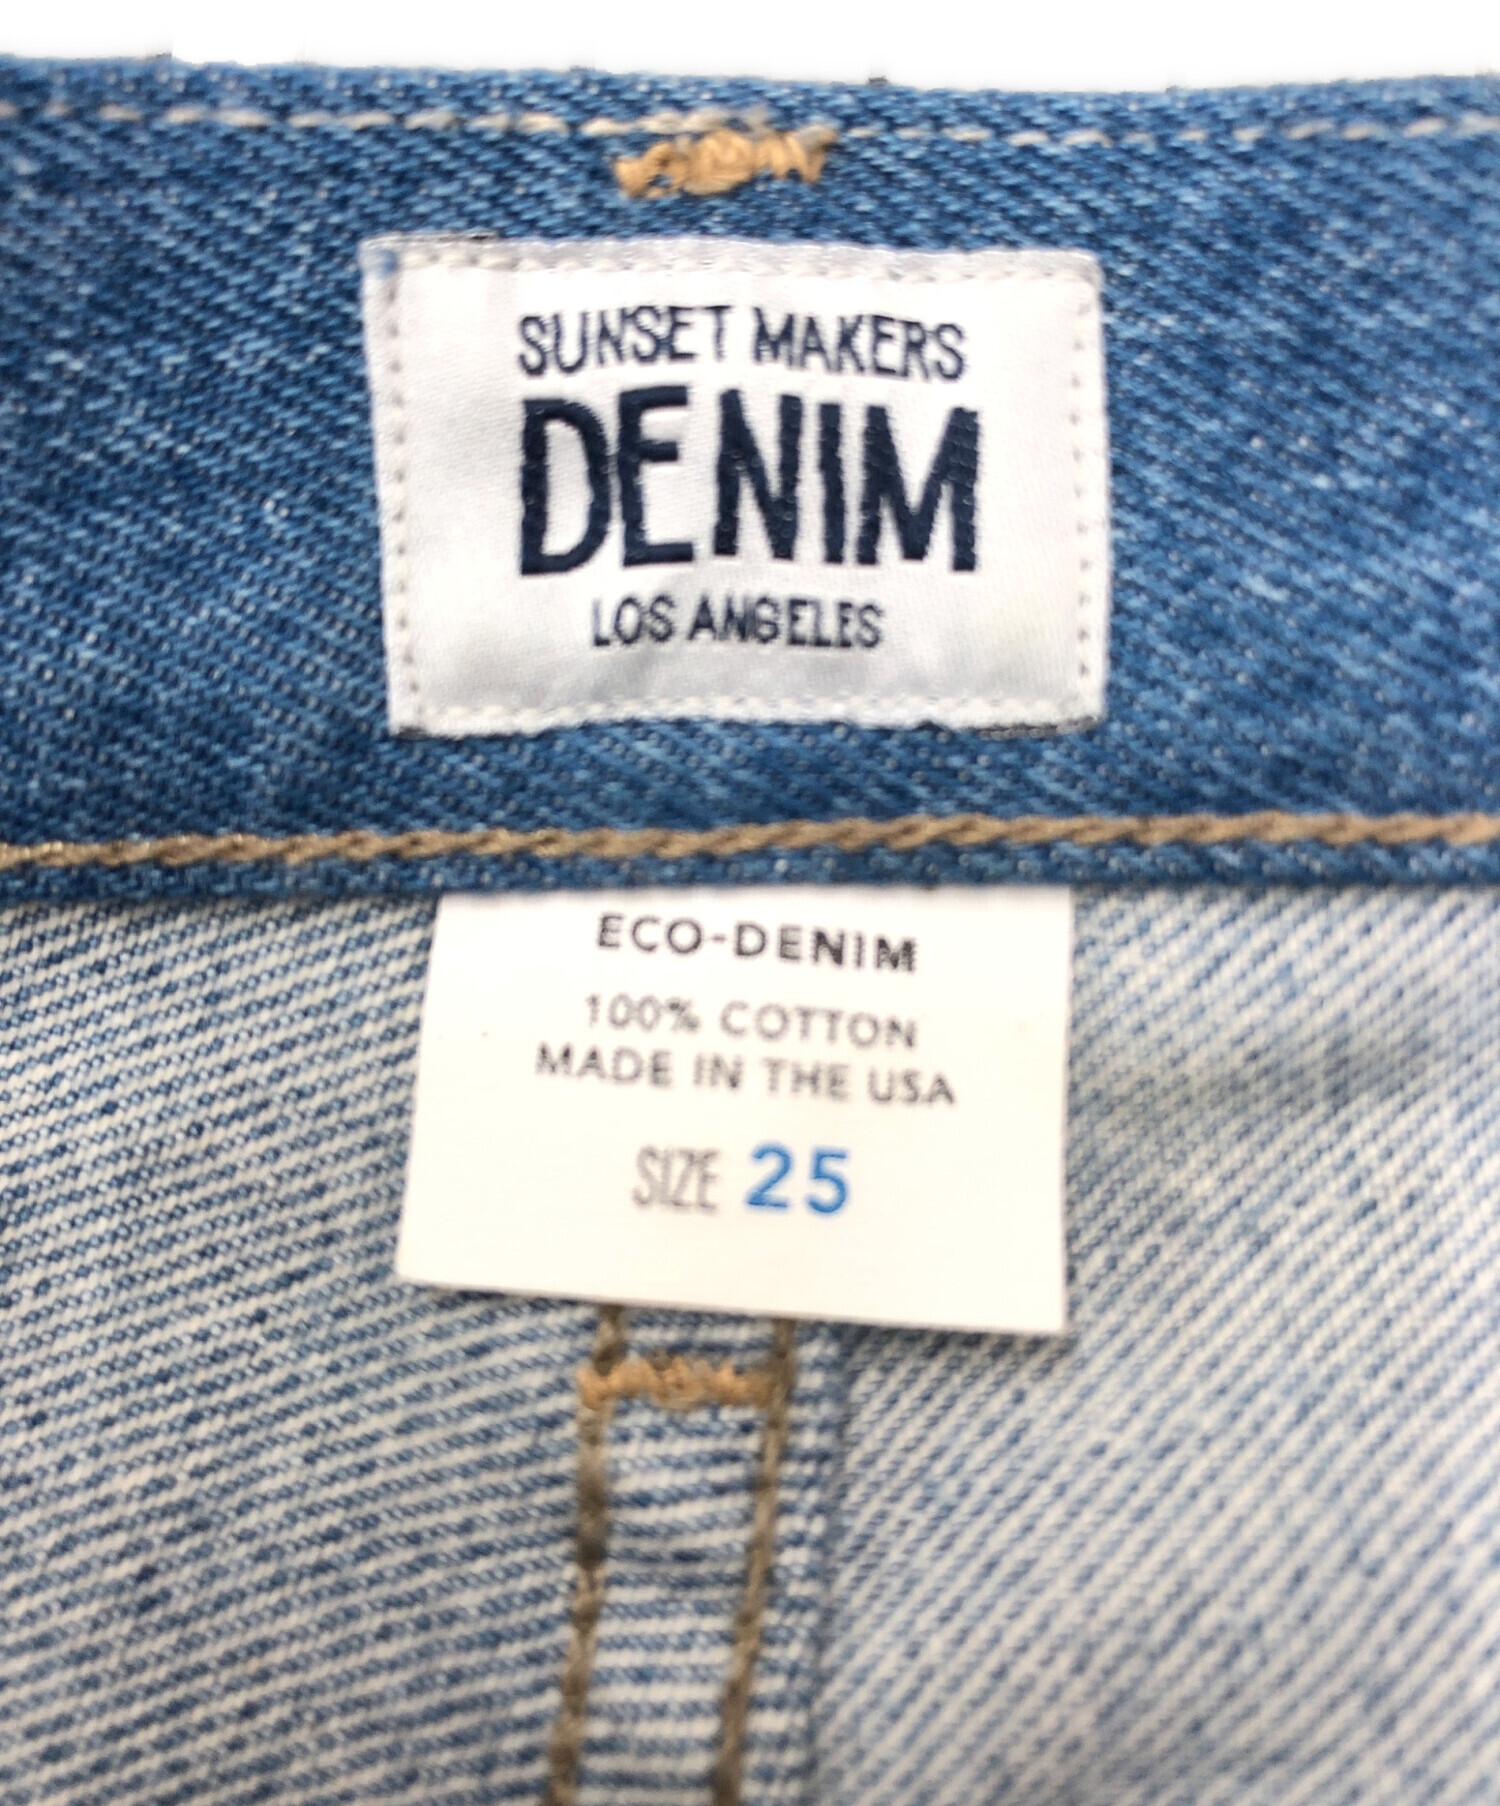 SUNSET MAKERS
DENIM
LOS ANGELES
ECO-DENIM
100% COTTON
MADE IN THE USA
SIZE 25